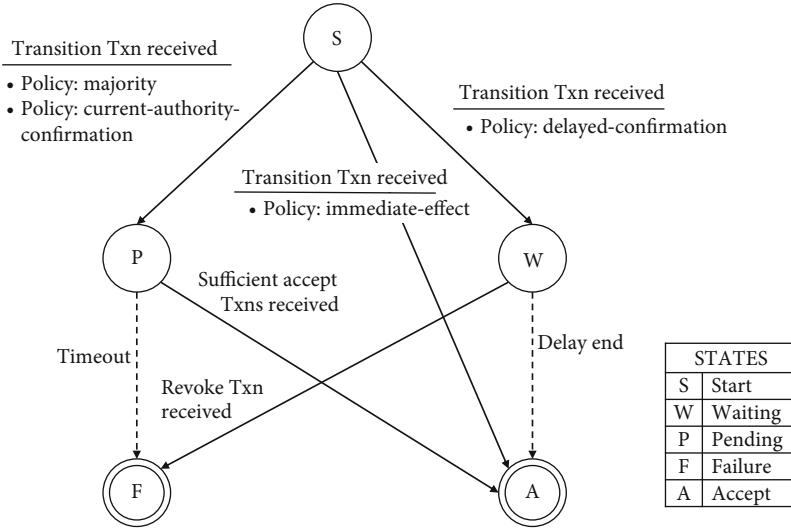 S
Transition Txn received
• Policy: majority
• Policy: current-authority-
confirmation
Transition Txn received
• Policy: delayed-confirmation
Transition Txn received
• Policy: immediate-effect
P
W
Sufficient accept
Txns received
Timeout
Delay end
Revoke Txn
received
F
A
STATES
S Start
W Waiting
P Pending
F Failure
A Accept